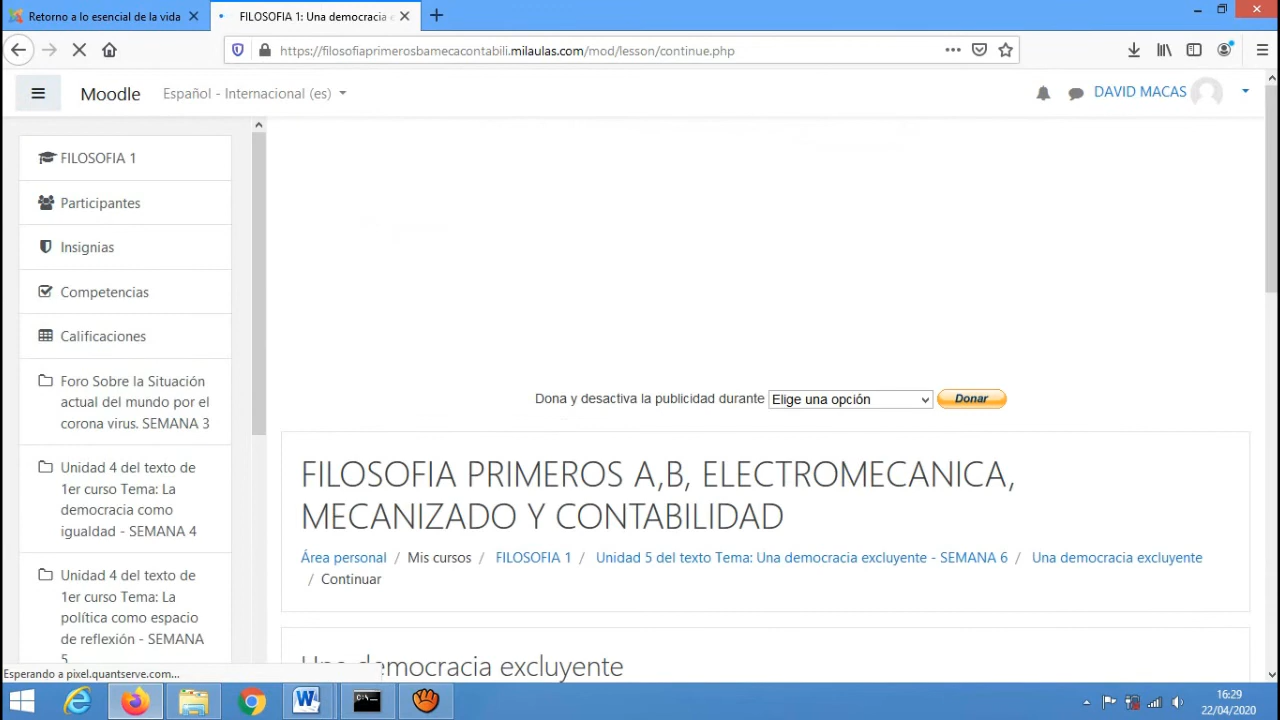 Retorno a lo esencial de la vida
FILOSOFIA 1: Una democracia e
https://filosofiaprimerosbamecacontabili.milaulas.com/mod/lesson/continue.php
Moodle
Español - Internacional (es)
DAVID MACAS
FILOSOFIA 1
Participantes
Insignias
Competencias
Calificaciones
Foro Sobre la Situación
actual del mundo por el
corona virus. SEMANA 3
Unidad 4 del texto de
1er curso Tema: La
democracia como
igualdad - SEMANA 4
Unidad 4 del texto de
1er curso Tema: La
política como espacio
de reflexión - SEMANA
5
Dona y desactiva la publicidad durante Elige una opción Donar
FILOSOFIA PRIMEROS A,B, ELECTROMECANICA,
MECANIZADO Y CONTABILIDAD
Área personal / Mis cursos / FILOSOFIA 1 / Unidad 5 del texto Tema: Una democracia excluyente - SEMANA 6 / Una democracia excluyente
/ Continuar
Una democracia excluyente
Esperando a pixel.quantserve.com...
16:29
22/04/2020